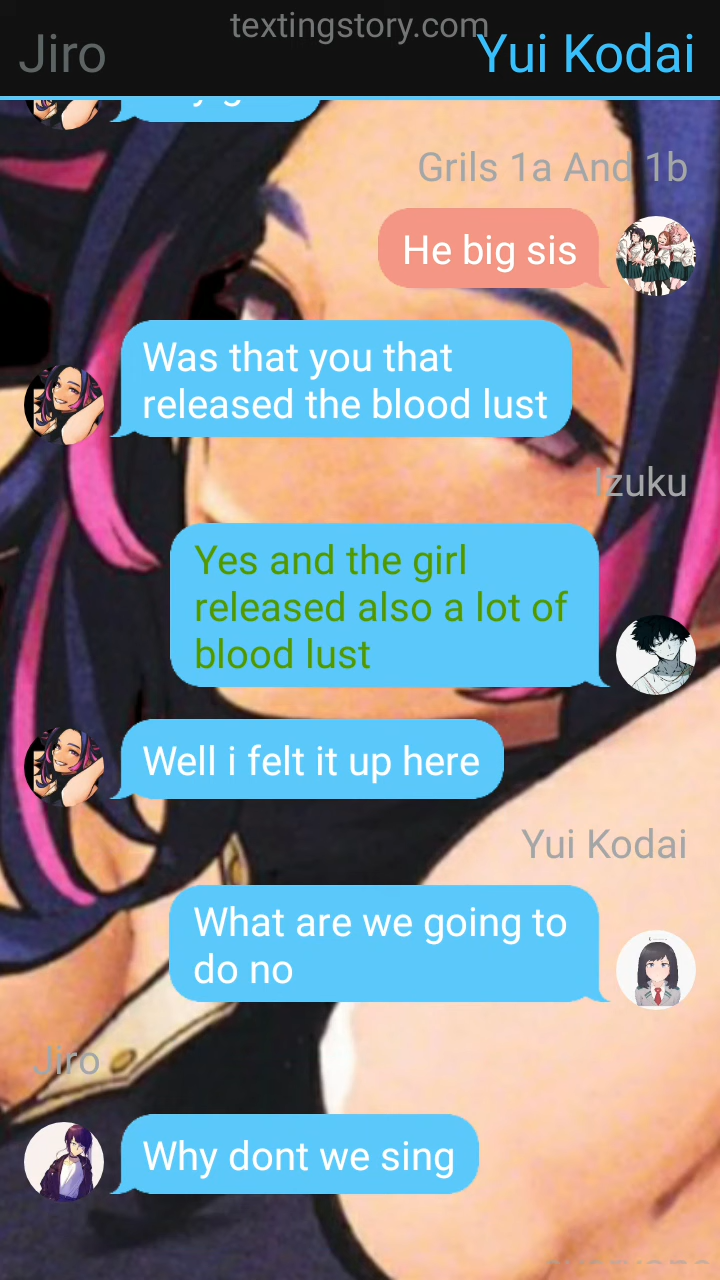 textingstory.com
Jiro
Yui Kodai
Grils 1a And 1b
He big sis
Was that you that
released the blood lust
Izuku
Yes and the girl
released also a lot of
blood lust
Well i felt it up here
Yui Kodai
What are we going to
do no
Jiro
Why dont we sing